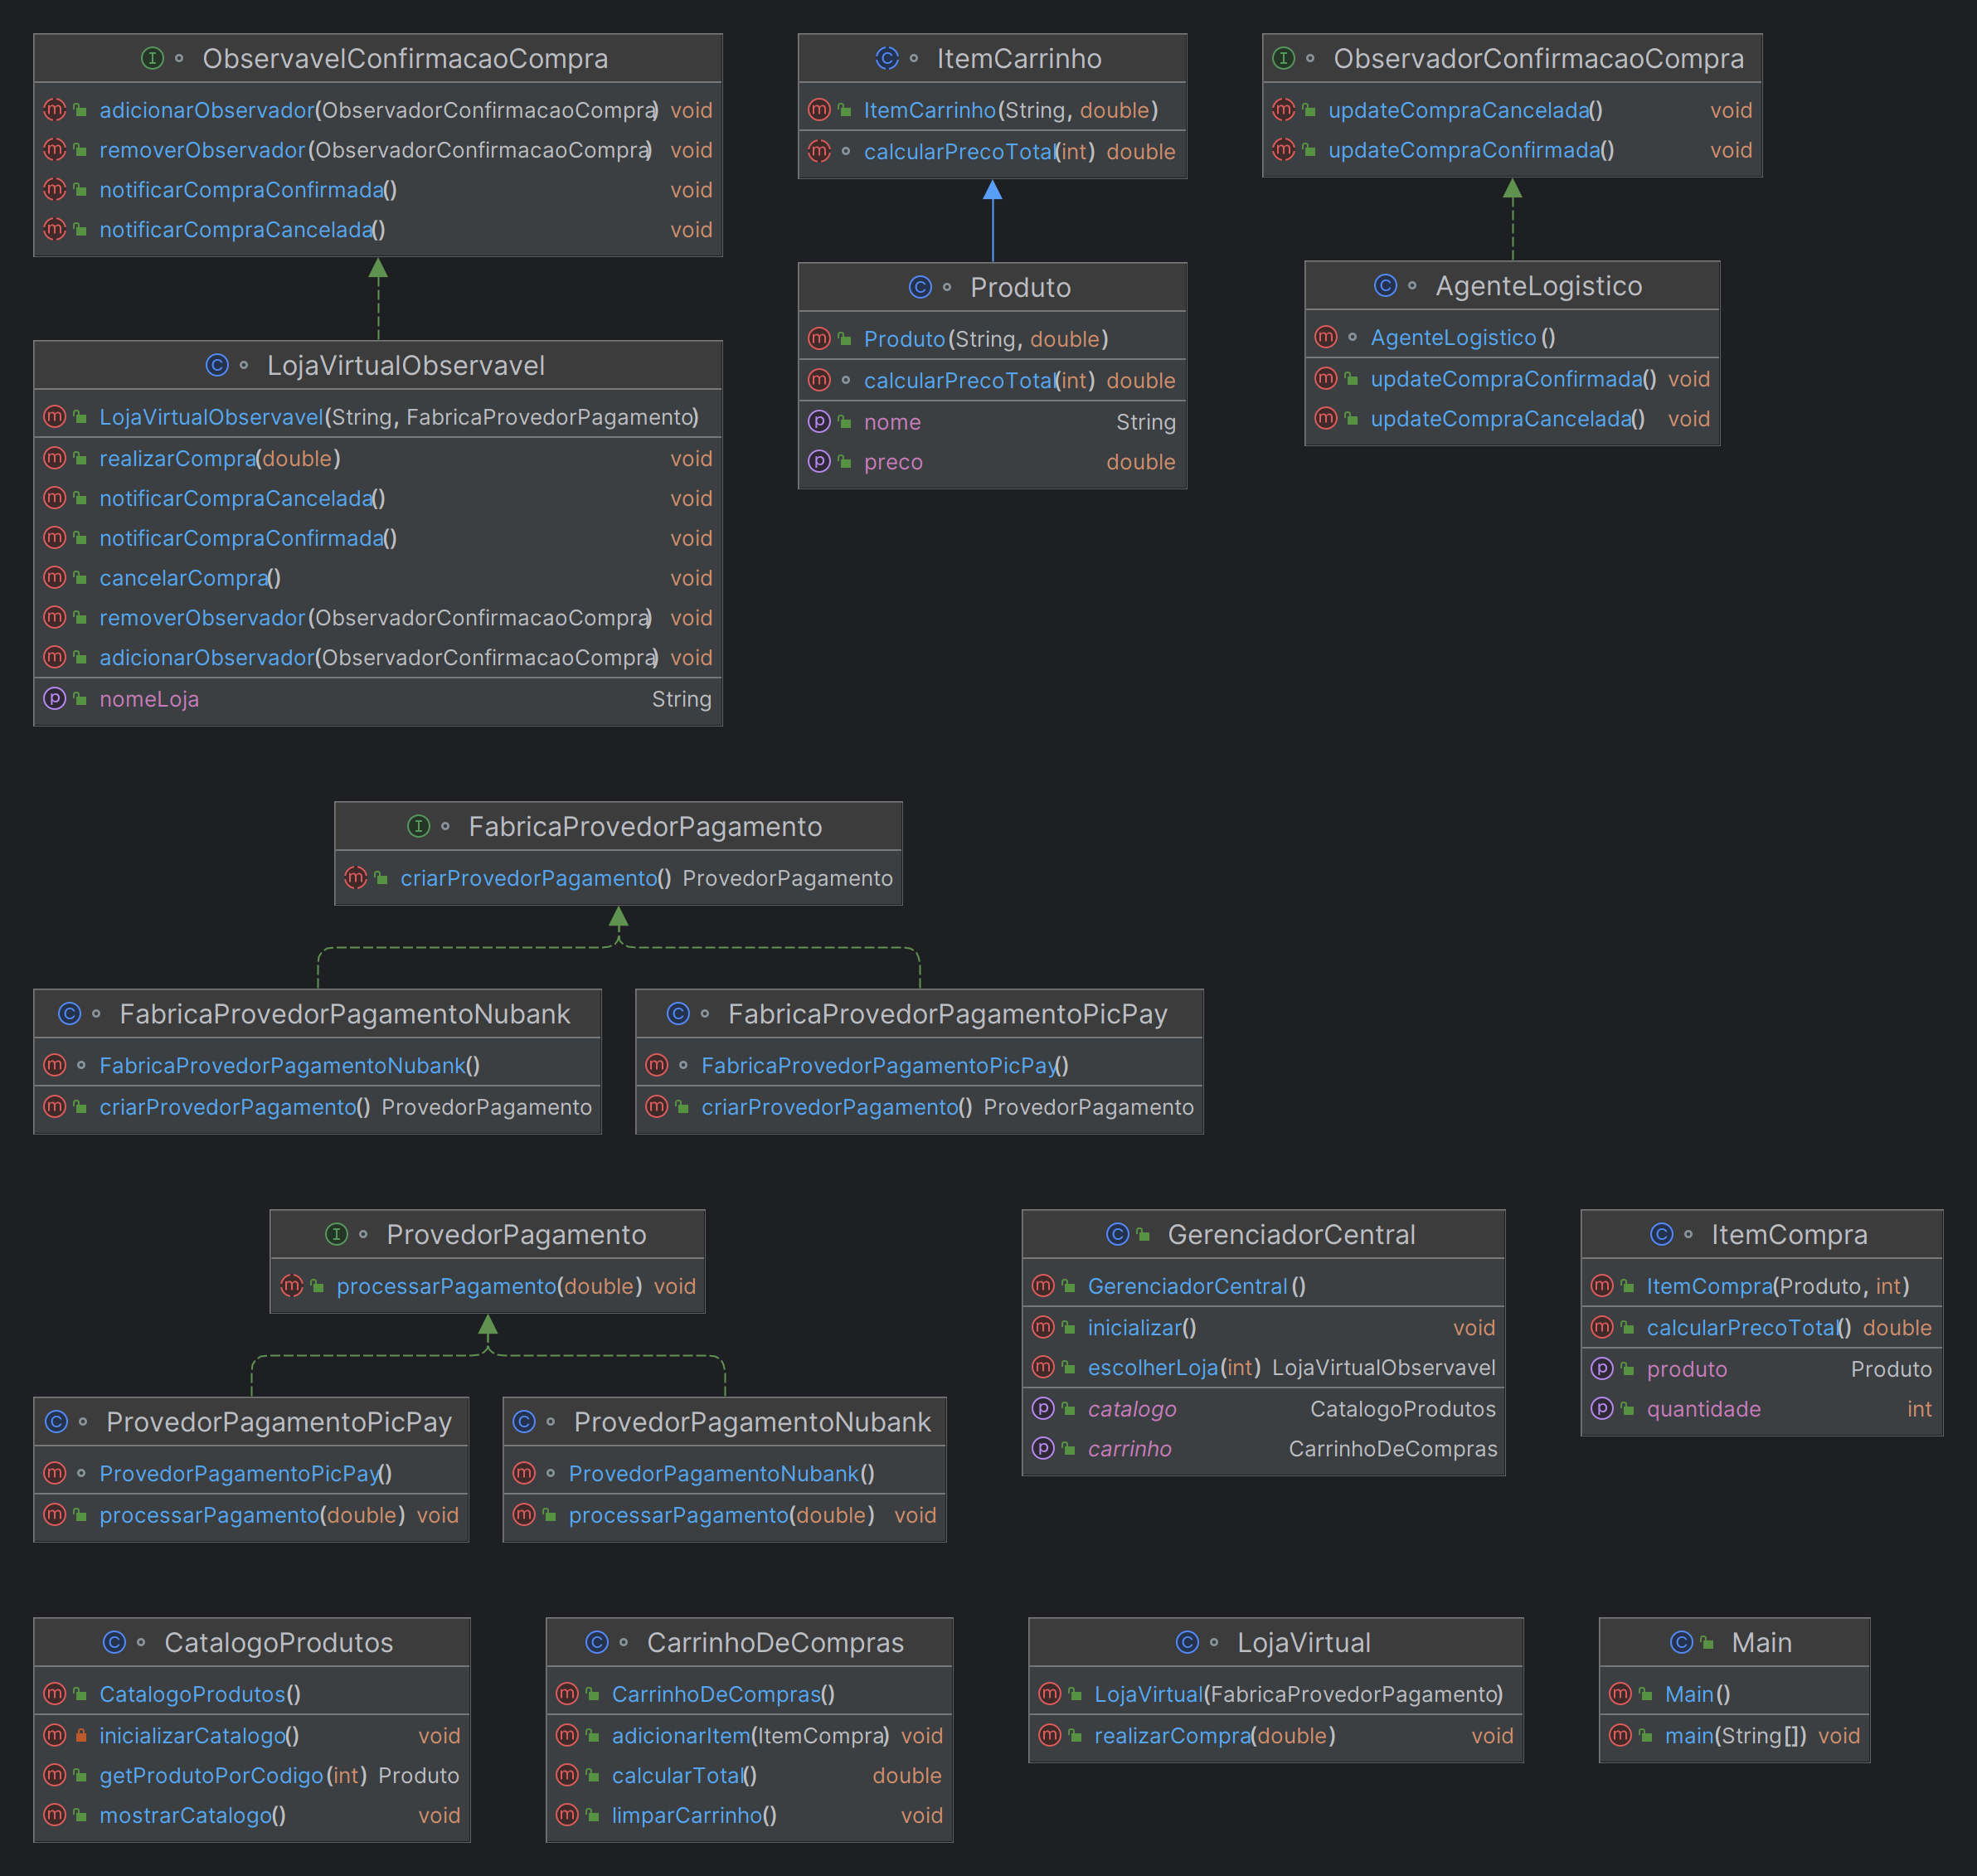 ObservavelConfirmacaoCompra
adicionarObservador(ObservadorConfirmacaoCompra) void
removerObservador(ObservadorConfirmacaoCompra) void
notificarCompraConfirmada() void
notificarCompraCancelada() void
ItemCarrinho
ItemCarrinho(String, double)
calcularPrecoTotal(int) double
ObservadorConfirmacaoCompra
updateCompraCancelada() void
updateCompraConfirmada() void
LojaVirtualObservavel
LojaVirtualObservavel(String, FabricaProvedorPagamento)
realizarCompra(double) void
notificarCompraCancelada() void
notificarCompraConfirmada() void
cancelarCompra() void
removerObservador(ObservadorConfirmacaoCompra) void
adicionarObservador(ObservadorConfirmacaoCompra) void
nomeLoja String
Produto
Produto(String, double)
calcularPrecoTotal(int) double
nome String
preco double
AgenteLogistico
AgenteLogistico()
updateCompraConfirmada() void
updateCompraCancelada() void
FabricaProvedorPagamento
criarProvedorPagamento() ProvedorPagamento
FabricaProvedorPagamentoNubank
FabricaProvedorPagamentoNubank()
criarProvedorPagamento() ProvedorPagamento
FabricaProvedorPagamentoPicPay
FabricaProvedorPagamentoPicPay()
criarProvedorPagamento() ProvedorPagamento
ProvedorPagamento
processarPagamento(double) void
GerenciadorCentral
GerenciadorCentral()
inicializar() void
escolherLoja(int) LojaVirtualObservavel
catalogo CatalogoProdutos
carrinho CarrinhoDeCompras
ItemCompra
ItemCompra(Produto, int)
calcularPrecoTotal() double
produto Produto
quantidade int
ProvedorPagamentoPicPay
ProvedorPagamentoPicPay()
processarPagamento(double) void
ProvedorPagamentoNubank
ProvedorPagamentoNubank()
processarPagamento(double) void
CatalogoProdutos
CatalogoProdutos()
inicializarCatalogo() void
getProdutoPorCodigo(int) Produto
mostrarCatalogo() void
CarrinhoDeCompras
CarrinhoDeCompras()
adicionarItem(ItemCompra) void
calcularTotal() double
limparCarrinho() void
LojaVirtual
LojaVirtual(FabricaProvedorPagamento)
realizarCompra(double) void
Main
Main()
main(String[]) void